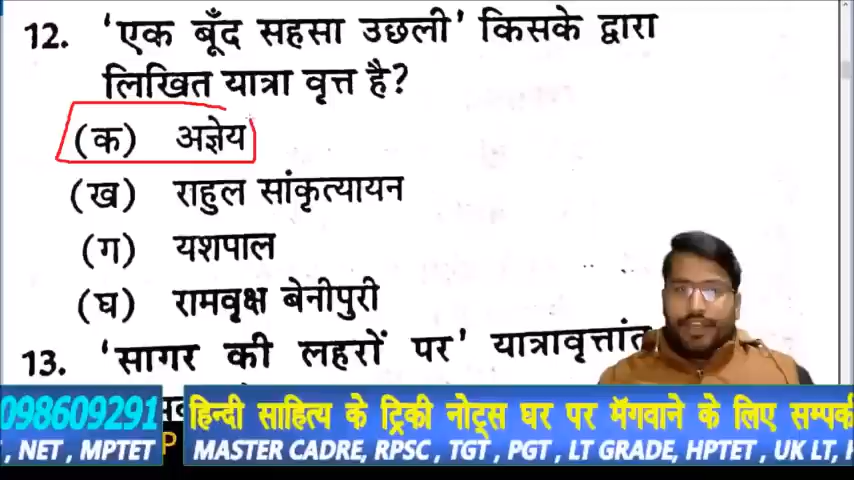 12. ‘एक बूँद सहसा उछली’ किसके द्वारा
लिखित यात्रा वृत्त है?
(क) अज्ञेय
(ख) राहुल सांकृत्यायन
(ग) यशपाल
(घ) रामवृक्ष बेनीपुरी
13. ‘सागर की लहरों पर’ यात्रावृत्तांत
098609291 हिन्दी साहित्य के ट्रिकी नोट्स घर पर मँगवाने के लिए सम्पर्क
, NET , MPTET P MASTER CADRE, RPSC , TGT , PGT , LT GRADE, HPTET , UK LT, H